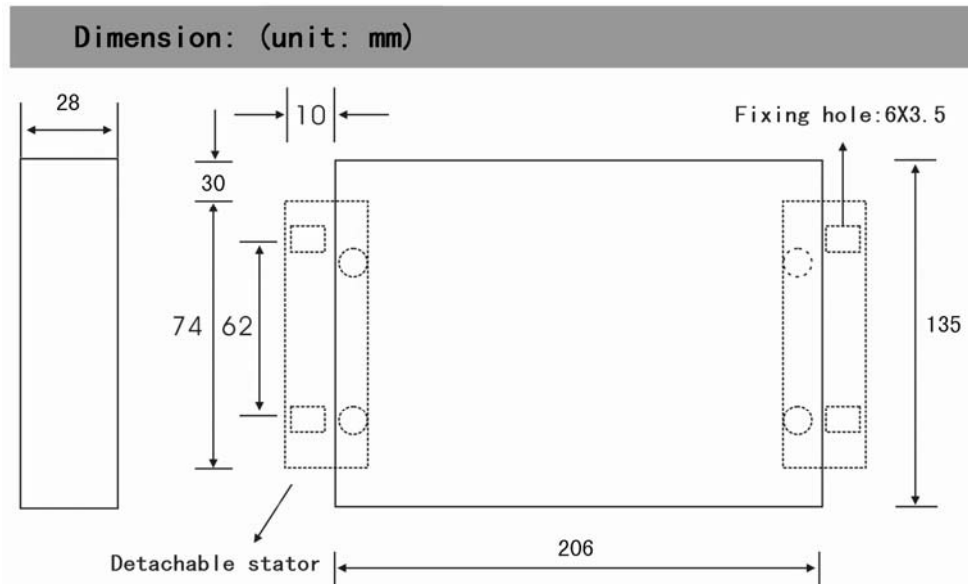 Dimension: (unit: mm)
28
10
Fixing hole:6X3.5
30
74
62
135
206
Detachable stator